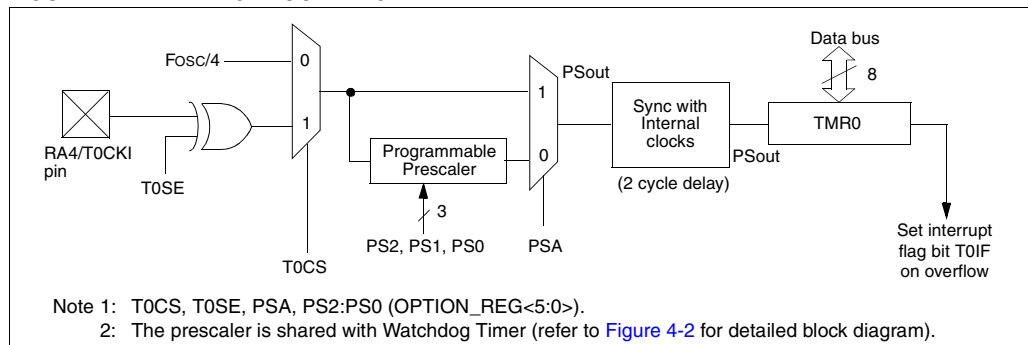 Data bus
FOSC/4
0
PSout
8
1
Sync with
Internal
clocks
TMR0
1
RA4/T0CKI
pin
Programmable
Prescaler
0
PSout
T0SE
(2 cycle delay)
3
PS2, PS1, PS0
PSA
Set interrupt
flag bit T0IF
on overflow
T0CS
Note 1: T0CS, T0SE, PSA, PS2:PS0 (OPTION_REG<5:0>).
2: The prescaler is shared with Watchdog Timer (refer to Figure 4-2 for detailed block diagram).